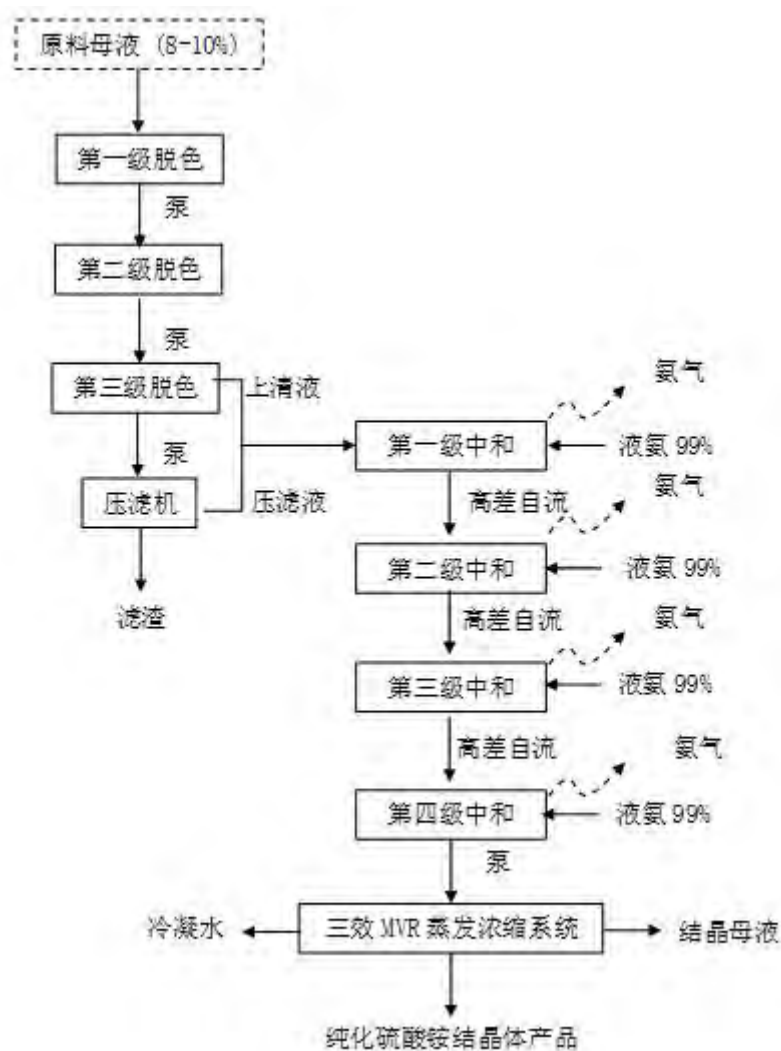 原料母液 (8-10%)
第一级脱色
泵
第二级脱色
泵
第三级脱色
上清液
泵
压滤机
压滤液
滤渣
氨气
第一级中和
液氨 99%
高差自流
氨气
第二级中和
液氨 99%
高差自流
氨气
第三级中和
液氨 99%
高差自流
氨气
第四级中和
液氨 99%
泵
冷凝水
三效 MVR 蒸发浓缩系统
结晶母液
纯化硫酸铵结晶体产品